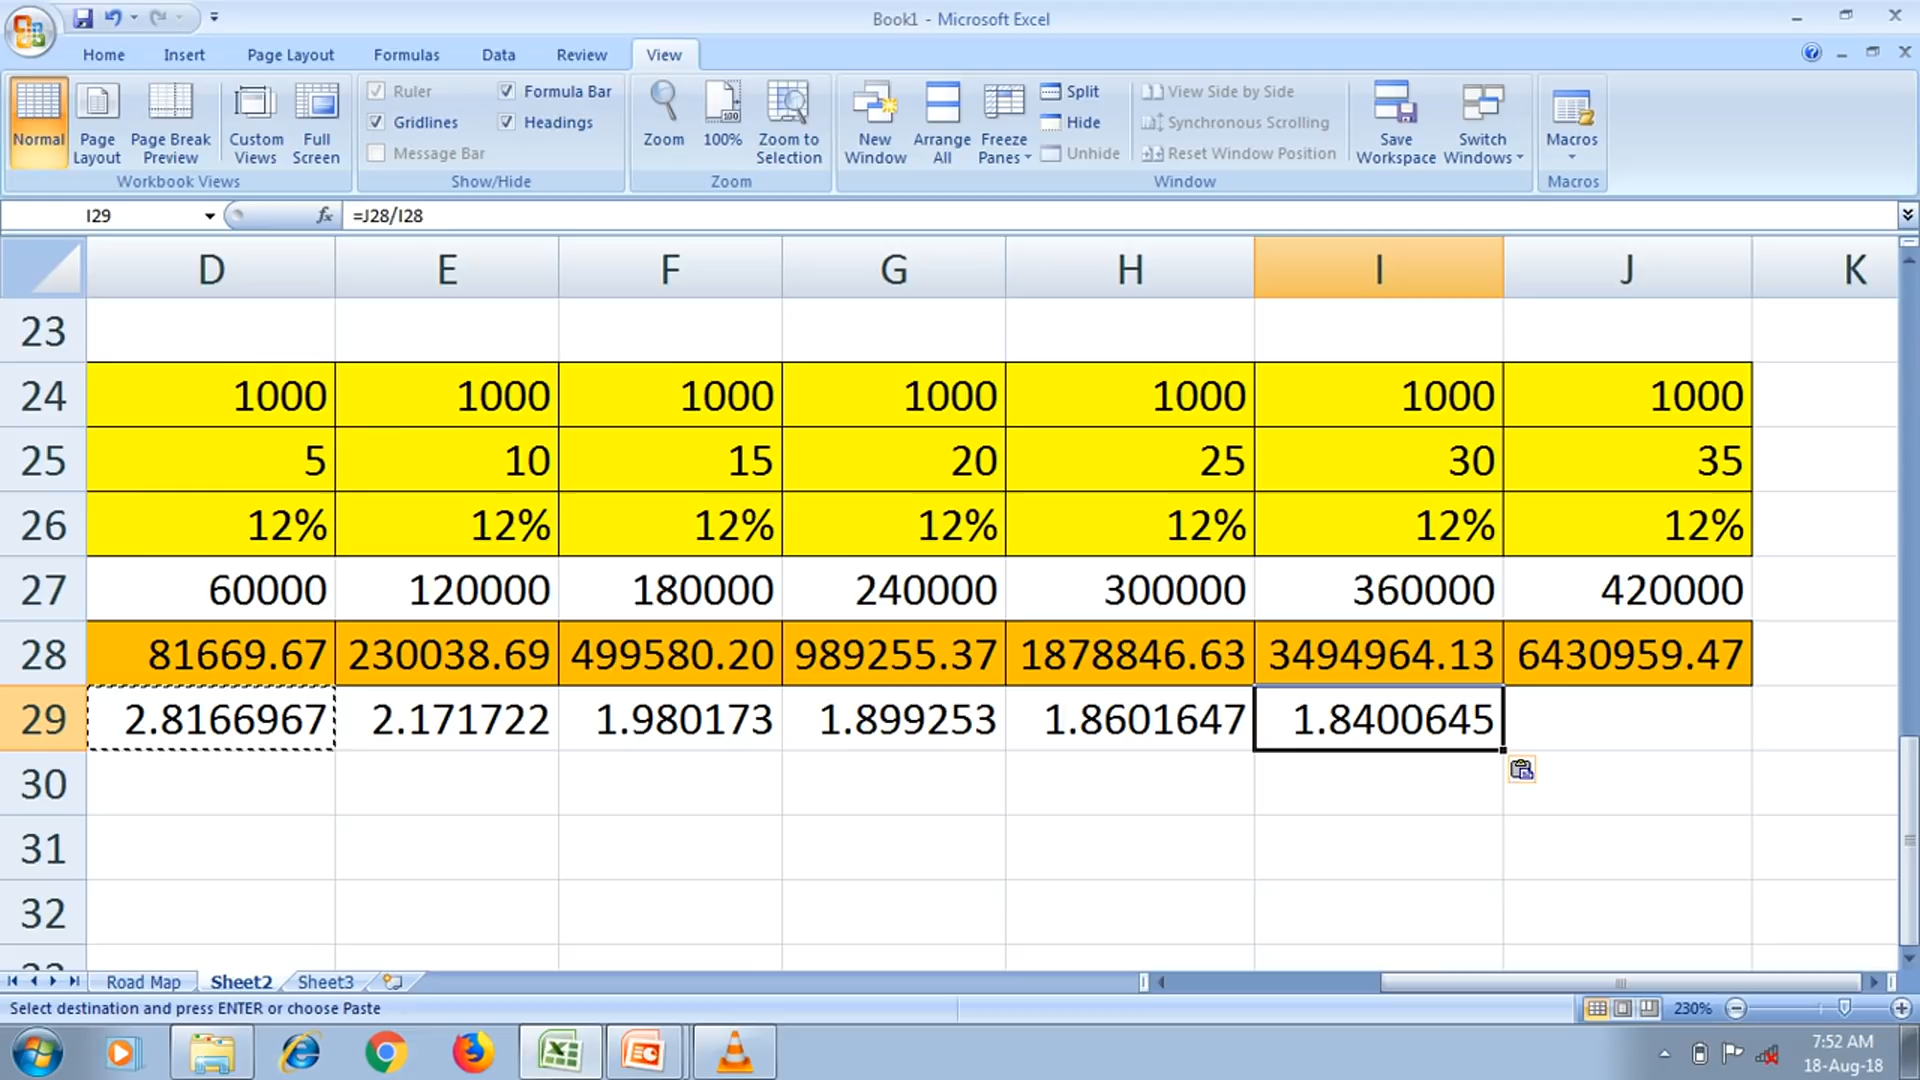 Book1 - Microsoft Excel
Home Insert Page Layout Formulas Data Review View
Normal
Page Layout
Page Break Preview
Custom Views
Full Screen
Workbook Views
Ruler Formula Bar
Gridlines Headings
Message Bar
Show/Hide
Zoom
100%
100
Zoom to Selection
Zoom
New Window
Arrange All
Freeze Panes
Split
Hide
Unhide
View Side by Side
Synchronous Scrolling
Reset Window Position
Save Workspace
Switch Windows
Window
Macros
Macros
I29 fx =J28/I28
D E F G H I J K
23
24 1000 1000 1000 1000 1000 1000 1000
25 5 10 15 20 25 30 35
26 12% 12% 12% 12% 12% 12% 12%
27 60000 120000 180000 240000 300000 360000 420000
28 81669.67 230038.69 499580.20 989255.37 1878846.63 3494964.13 6430959.47
29 2.8166967 2.171722 1.980173 1.899253 1.8601647 1.8400645
30
31
32
Road Map Sheet2 Sheet3
Select destination and press ENTER or choose Paste
230%
7:52 AM
18-Aug-18